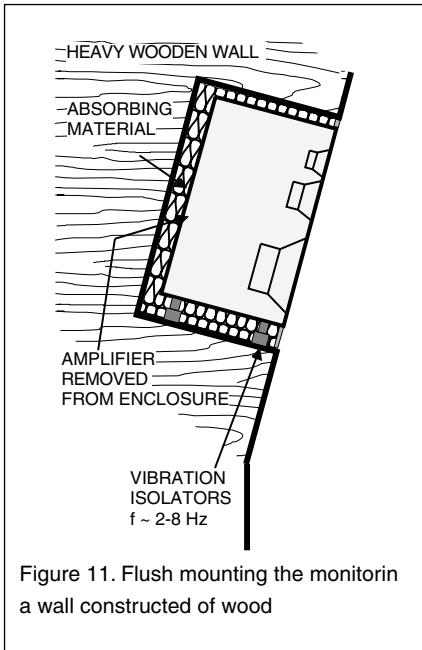 HEAVY WOODEN WALL
ABSORBING
MATERIAL
AMPLIFIER
REMOVED
FROM ENCLOSURE
VIBRATION
ISOLATORS
f ~ 2-8 Hz
Figure 11. Flush mounting the monitorin
a wall constructed of wood